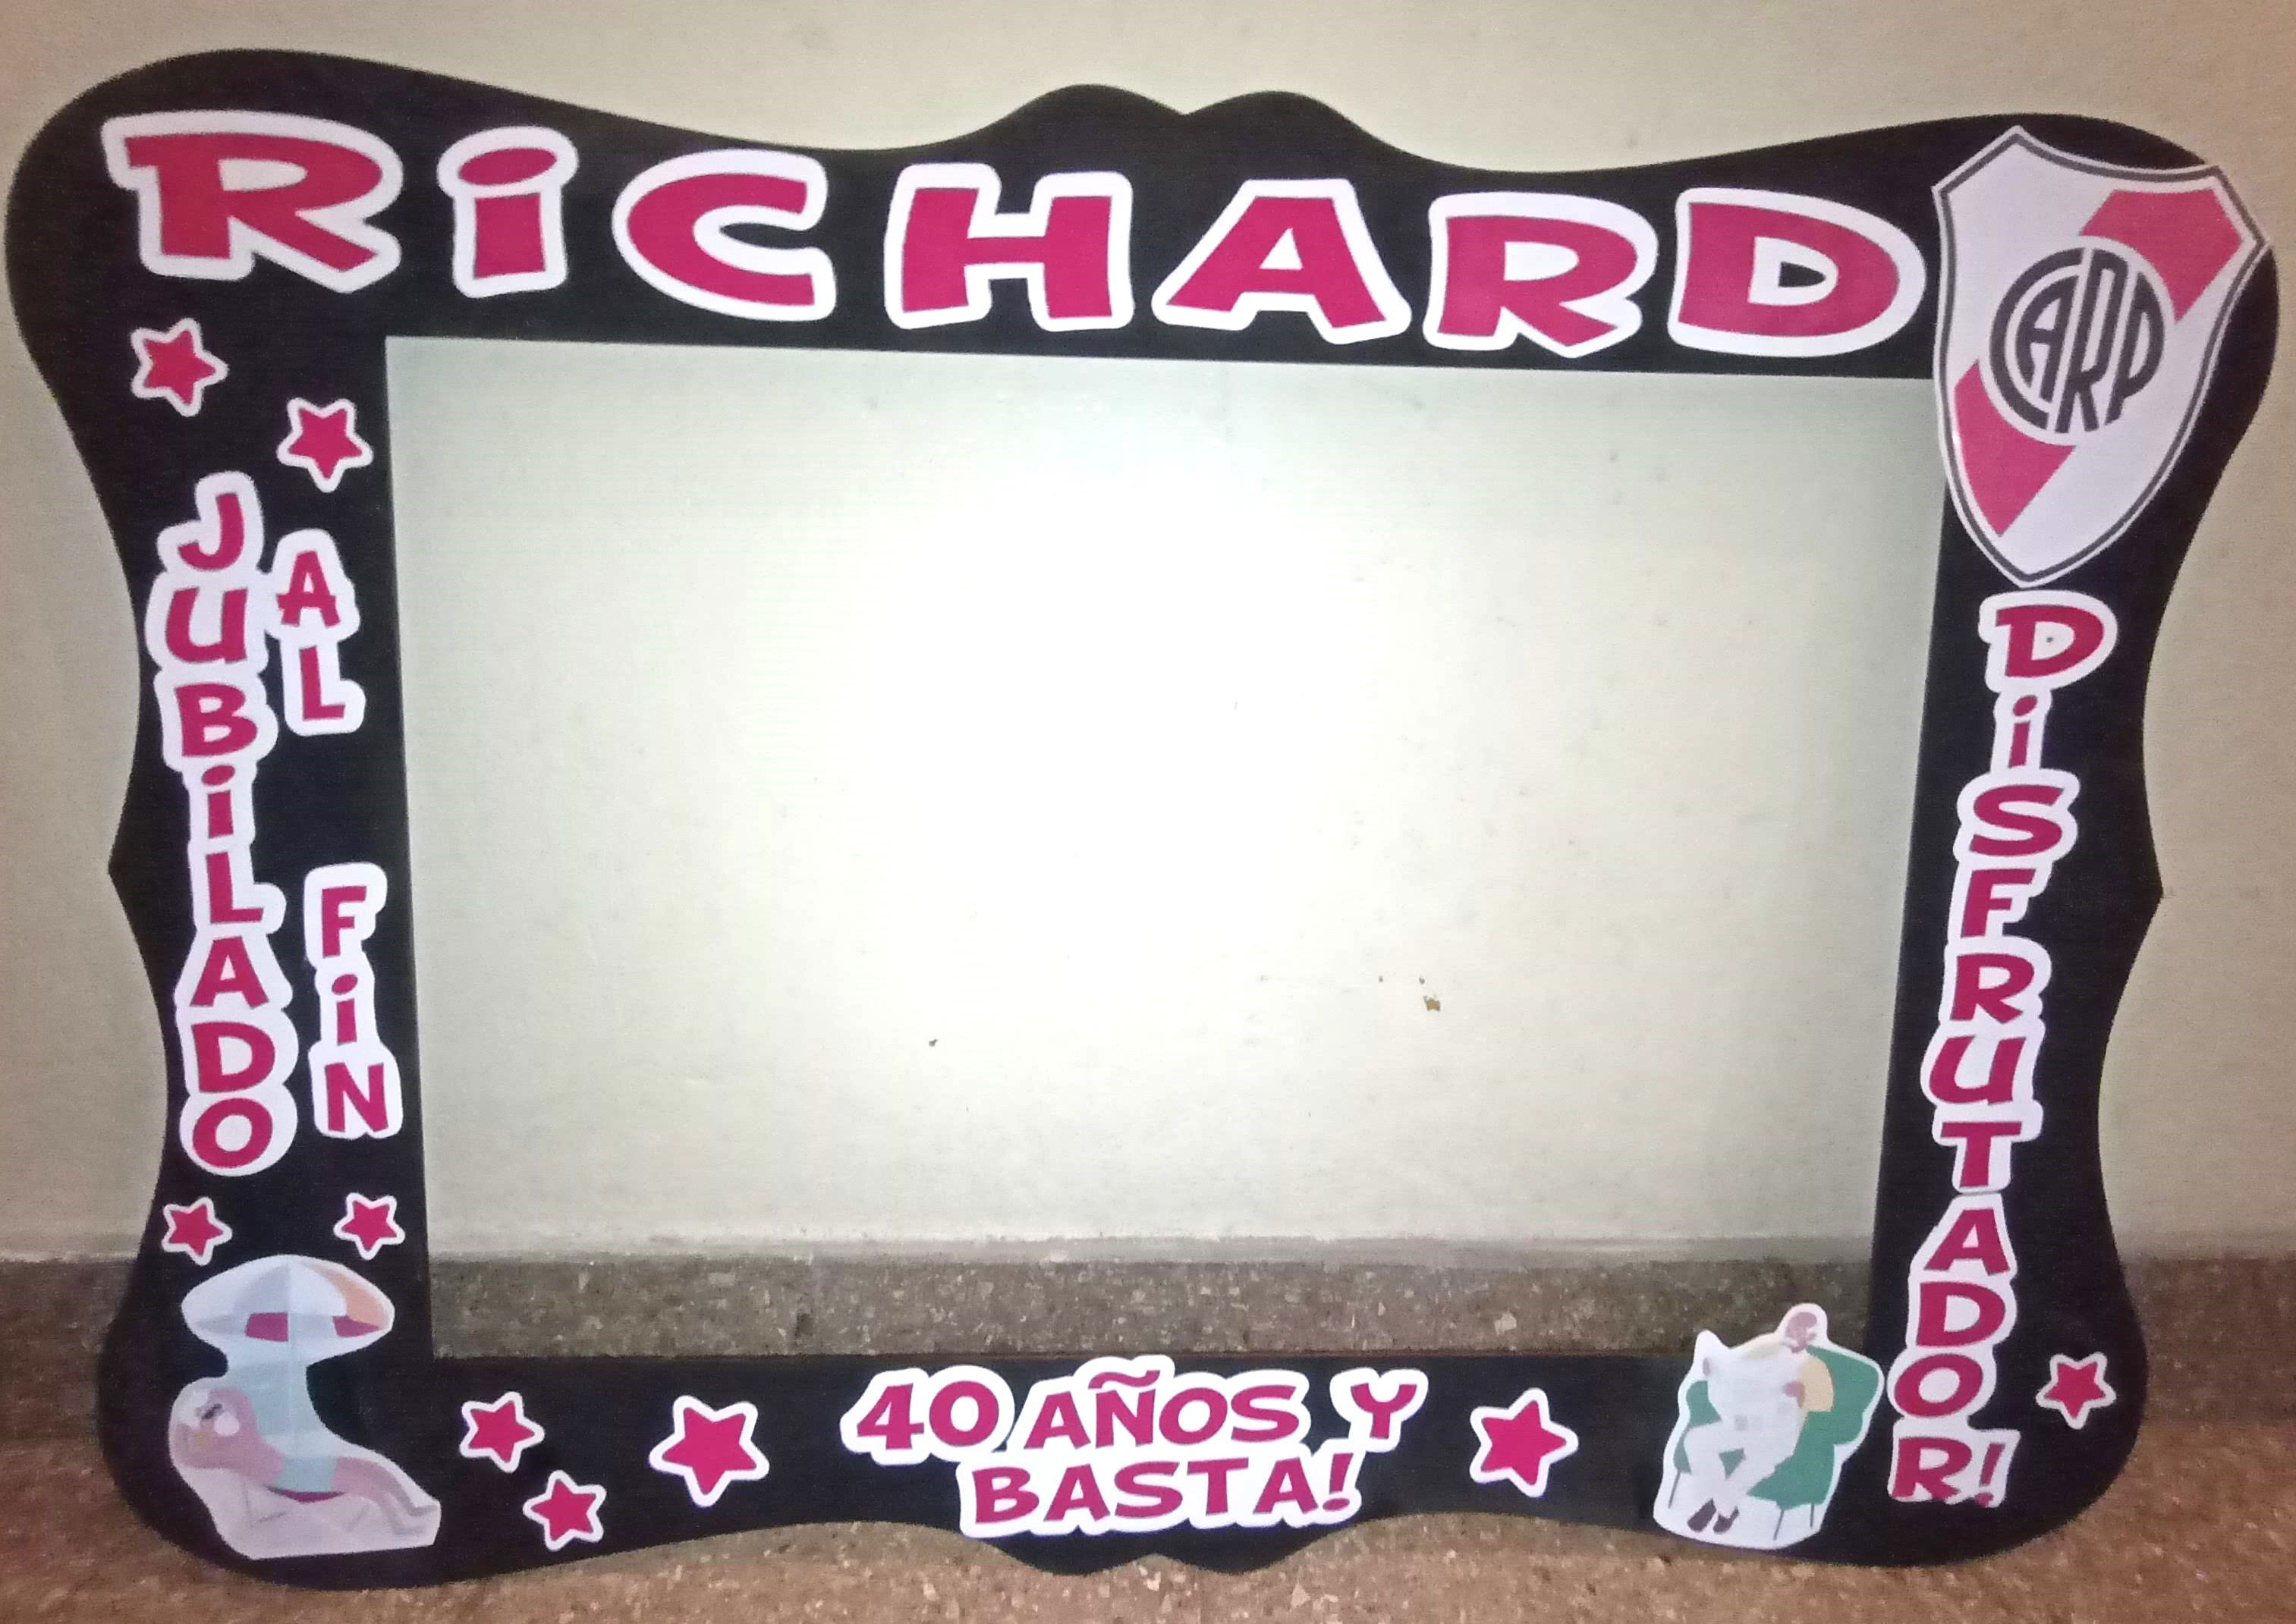 RiCHARD
CARP
JUBiLADO
AL
FiN
DiSFRUTADOR!
40 AÑOS Y
BASTA!